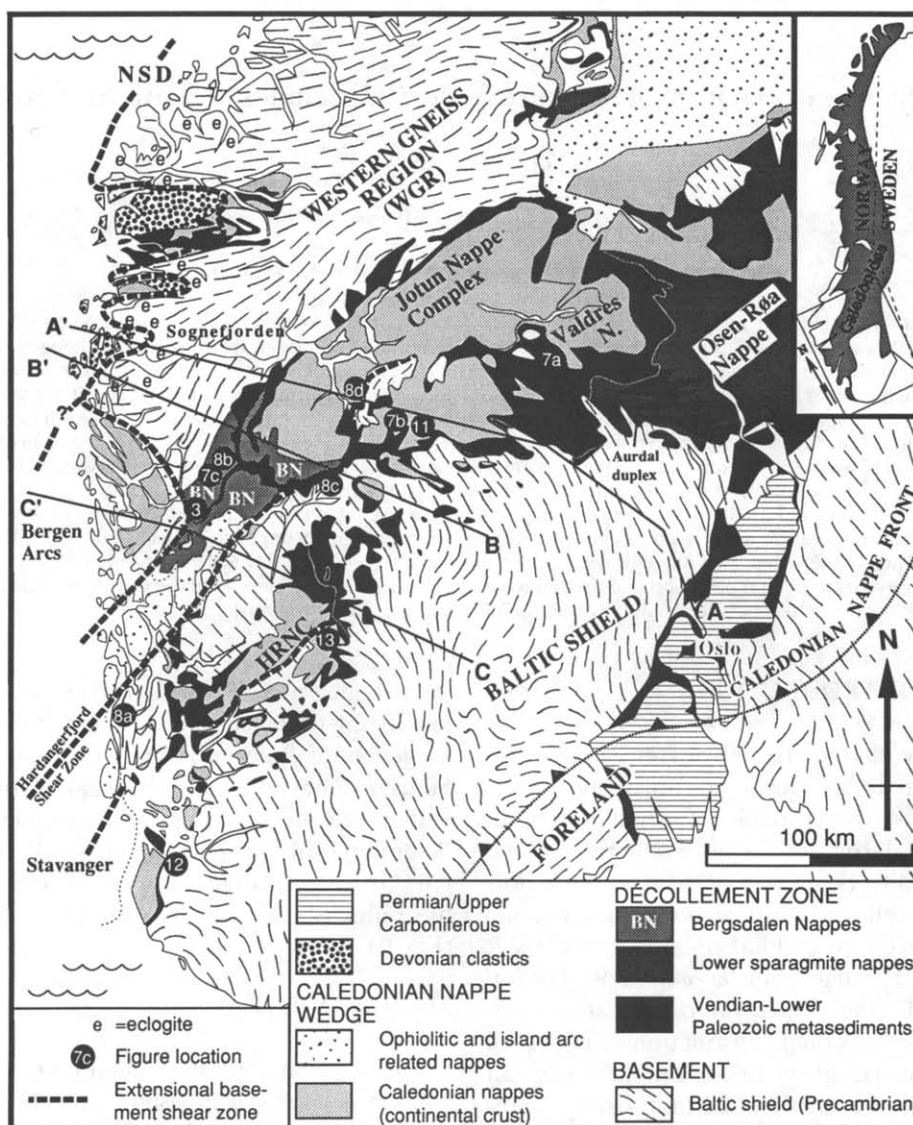 NSD
WESTERN GNEISS
REGION
(WGR)
NORWAY
SWEDEN
Caledonides
N
e
e
e
e
e
e
e
e
e
e
e
e
e
Jotun Nappe
Complex
Valdres
N.
Osen-Røa
Nappe
Sognefjorden
A'
B'
?
C'
7a
8d
7b
11
8b
7c
BN
BN
BN
3
8c
Aurdal
duplex
Bergen
Arcs
B
HRNC
13
C
BALTIC SHIELD
A
Oslo
CALEDONIAN NAPPE FRONT
N
8a
Hardangerfjord
Shear Zone
FORELAND
100 km
Stavanger
12
e =eclogite
7c Figure location
Extensional base-
ment shear zone
Permian/Upper
Carboniferous
Devonian clastics
CALEDONIAN NAPPE
WEDGE
Ophiolitic and island arc
related nappes
Caledonian nappes
(continental crust)
DÉCOLLEMENT ZONE
BN Bergsdalen Nappes
Lower sparagmite nappes
Vendian-Lower
Paleozoic metasediments
BASEMENT
Baltic shield (Precambrian